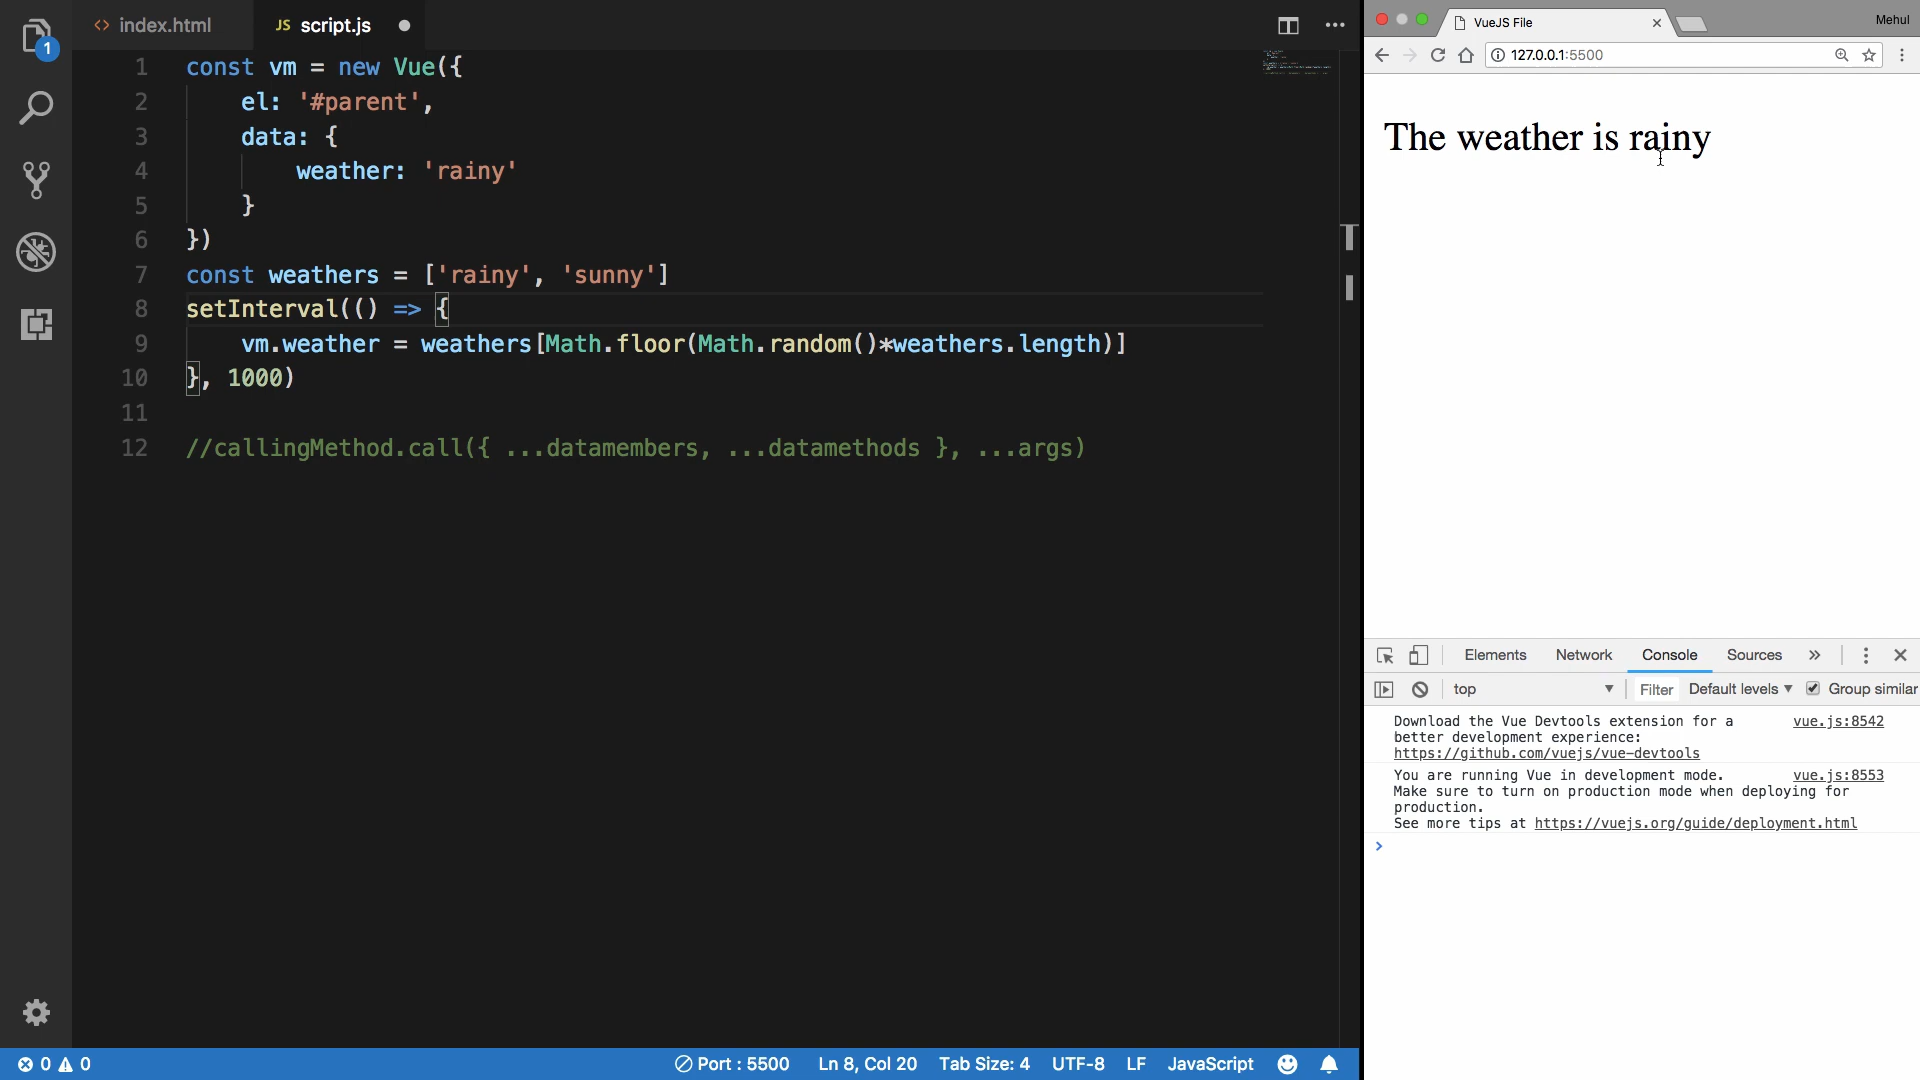 1
index.html
JS script.js
1 const vm = new Vue({
2 el: '#parent',
3 data: {
4 weather: 'rainy'
5 }
6 })
7 const weathers = ['rainy', 'sunny']
8 setInterval(() => {
9 vm.weather = weathers[Math.floor(Math.random()*weathers.length)]
10 }, 1000)
11
12 //callingMethod.call({ ...datamembers, ...datamethods }, ...args)
0 0 Port : 5500 Ln 8, Col 20 Tab Size: 4 UTF-8 LF JavaScript
VueJS File
Mehul
127.0.0.1:5500
The weather is rainy
Elements Network Console Sources »
top Filter Default levels Group similar
Download the Vue Devtools extension for a vue.js:8542
better development experience:
https://github.com/vuejs/vue-devtools
You are running Vue in development mode. vue.js:8553
Make sure to turn on production mode when deploying for
production.
See more tips at https://vuejs.org/guide/deployment.html